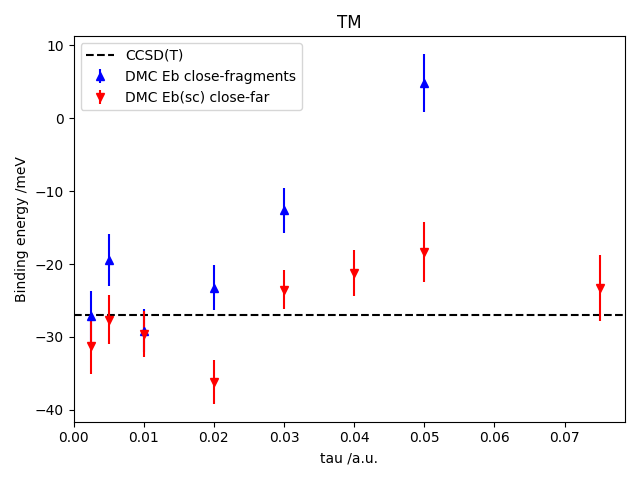 TM
CCSD(T)
DMC Eb close-fragments
DMC Eb(sc) close-far
Binding energy /meV
10
0
−10
−20
−30
−40
0.00 0.01 0.02 0.03 0.04 0.05 0.06 0.07
tau /a.u.